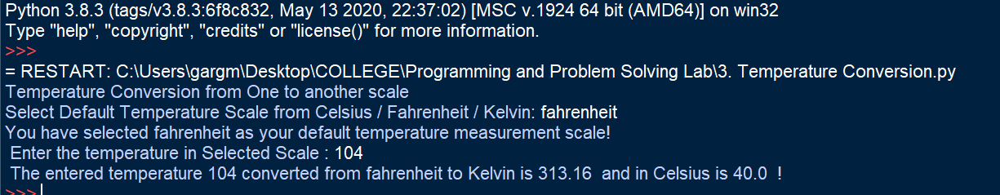 Python 3.8.3 (tags/v3.8.3:6f8c832, May 13 2020, 22:37:02) [MSC v.1924 64 bit (AMD64)] on win32
Type "help", "copyright", "credits" or "license()" for more information.
>>>
= RESTART: C:\Users\gargm\Desktop\COLLEGE\Programming and Problem Solving Lab\3. Temperature Conversion.py
Temperature Conversion from One to another scale
Select Default Temperature Scale from Celsius / Fahrenheit / Kelvin: fahrenheit
You have selected fahrenheit as your default temperature measurement scale!
 Enter the temperature in Selected Scale : 104
 The entered temperature 104 converted from fahrenheit to Kelvin is 313.16  and in Celsius is 40.0  !
>>>